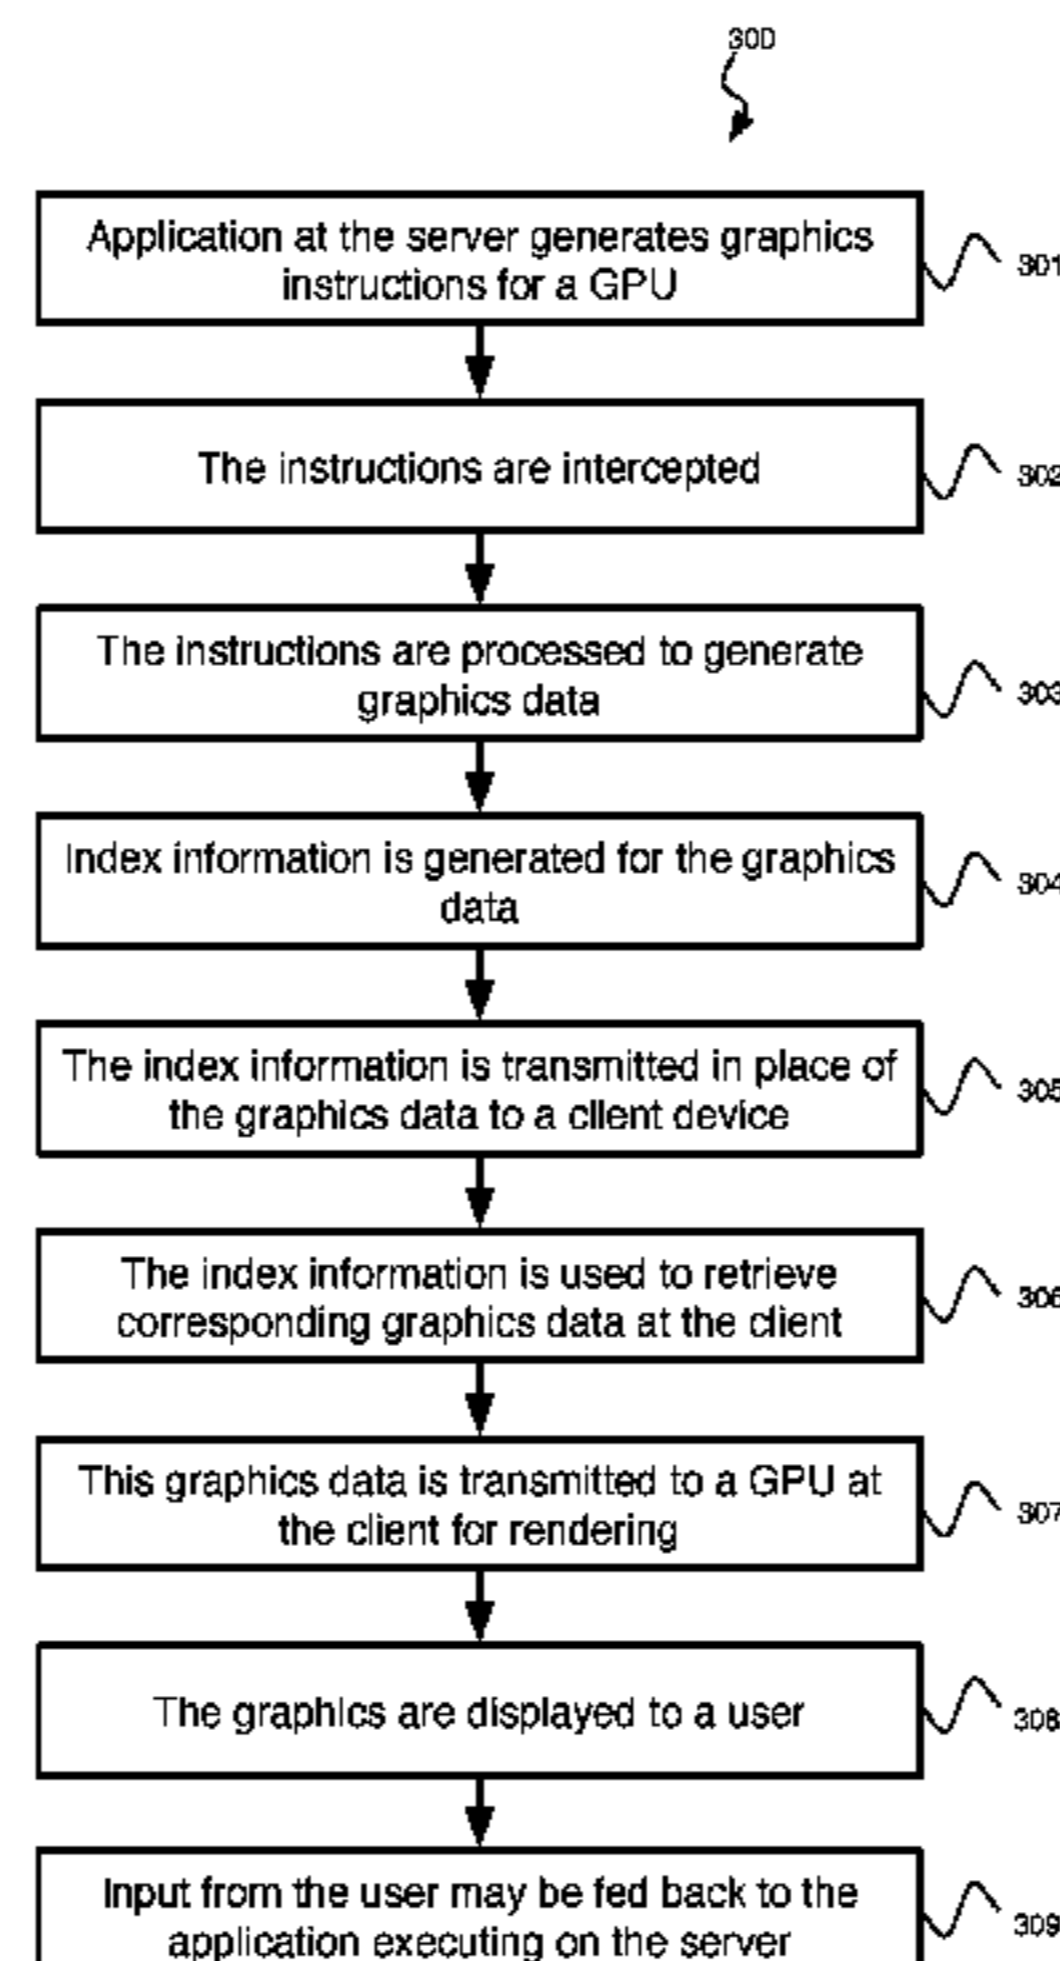 300
Application at the server generates graphics
instructions for a GPU
301
The instructions are intercepted
302
The instructions are processed to generate
graphics data
303
Index information is generated for the graphics
data
304
The index information is transmitted in place of
the graphics data to a client device
305
The index information is used to retrieve
corresponding graphics data at the client
306
This graphics data is transmitted to a GPU at
the client for rendering
307
The graphics are displayed to a user
308
Input from the user may be fed back to the
application executing on the server
309